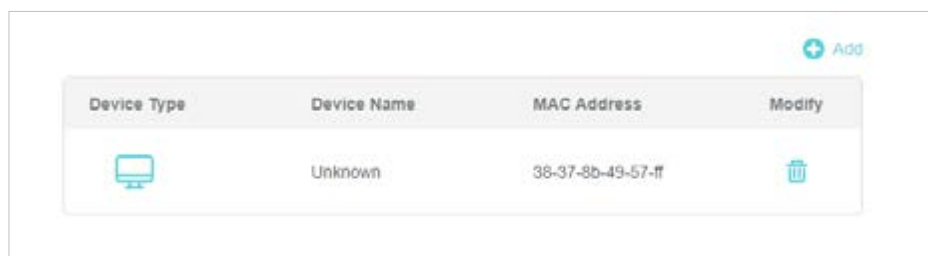 Add
Device Type Device Name MAC Address Modify
Unknown 38-37-8b-49-57-ff